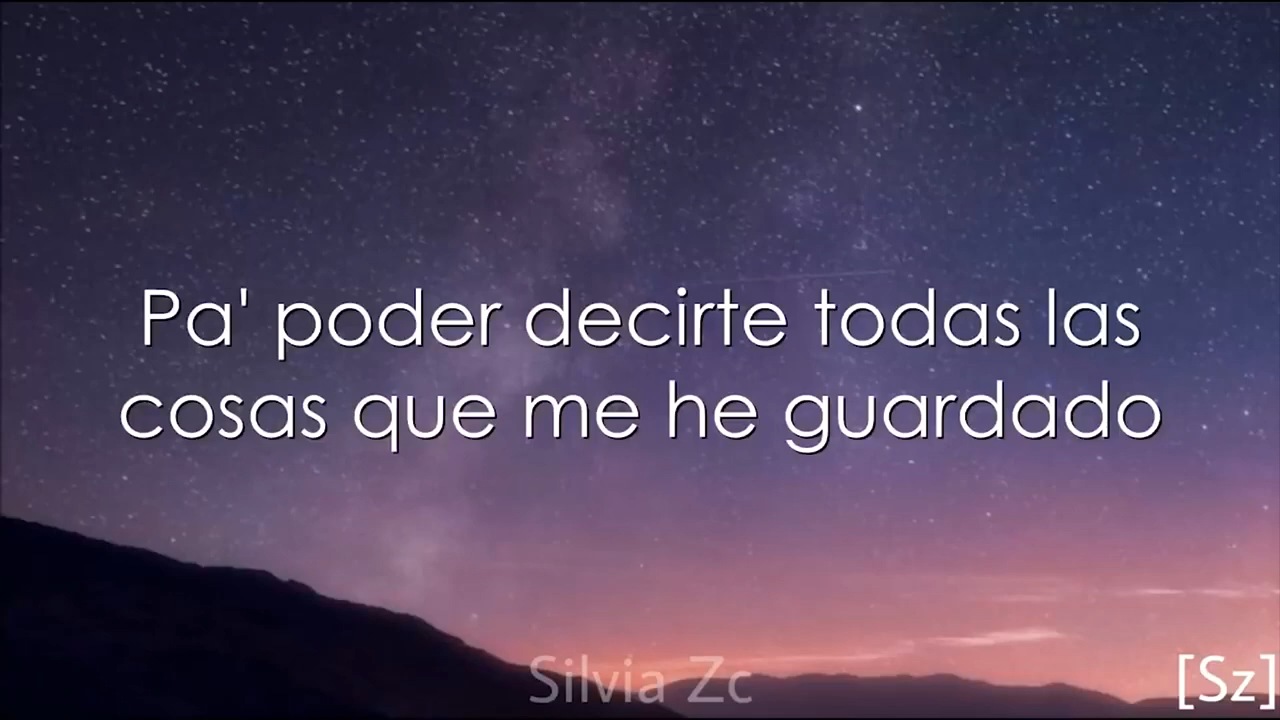 Pa' poder decirte todas las
cosas que me he guardado
Silvia Zc
[Sz]